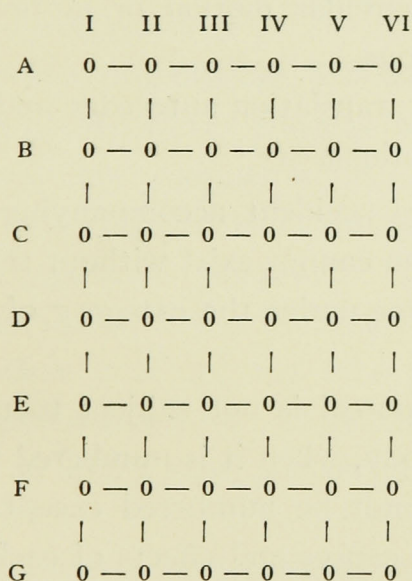 I II III IV V VI
A 0 — 0 — 0 — 0 — 0 — 0
| | | | | |
B 0 — 0 — 0 — 0 — 0 — 0
| | | | | |
C 0 — 0 — 0 — 0 — 0 — 0
| | | | | |
D 0 — 0 — 0 — 0 — 0 — 0
| | | | | |
E 0 — 0 — 0 — 0 — 0 — 0
| | | | | |
F 0 — 0 — 0 — 0 — 0 — 0
| | | | | |
G 0 — 0 — 0 — 0 — 0 — 0